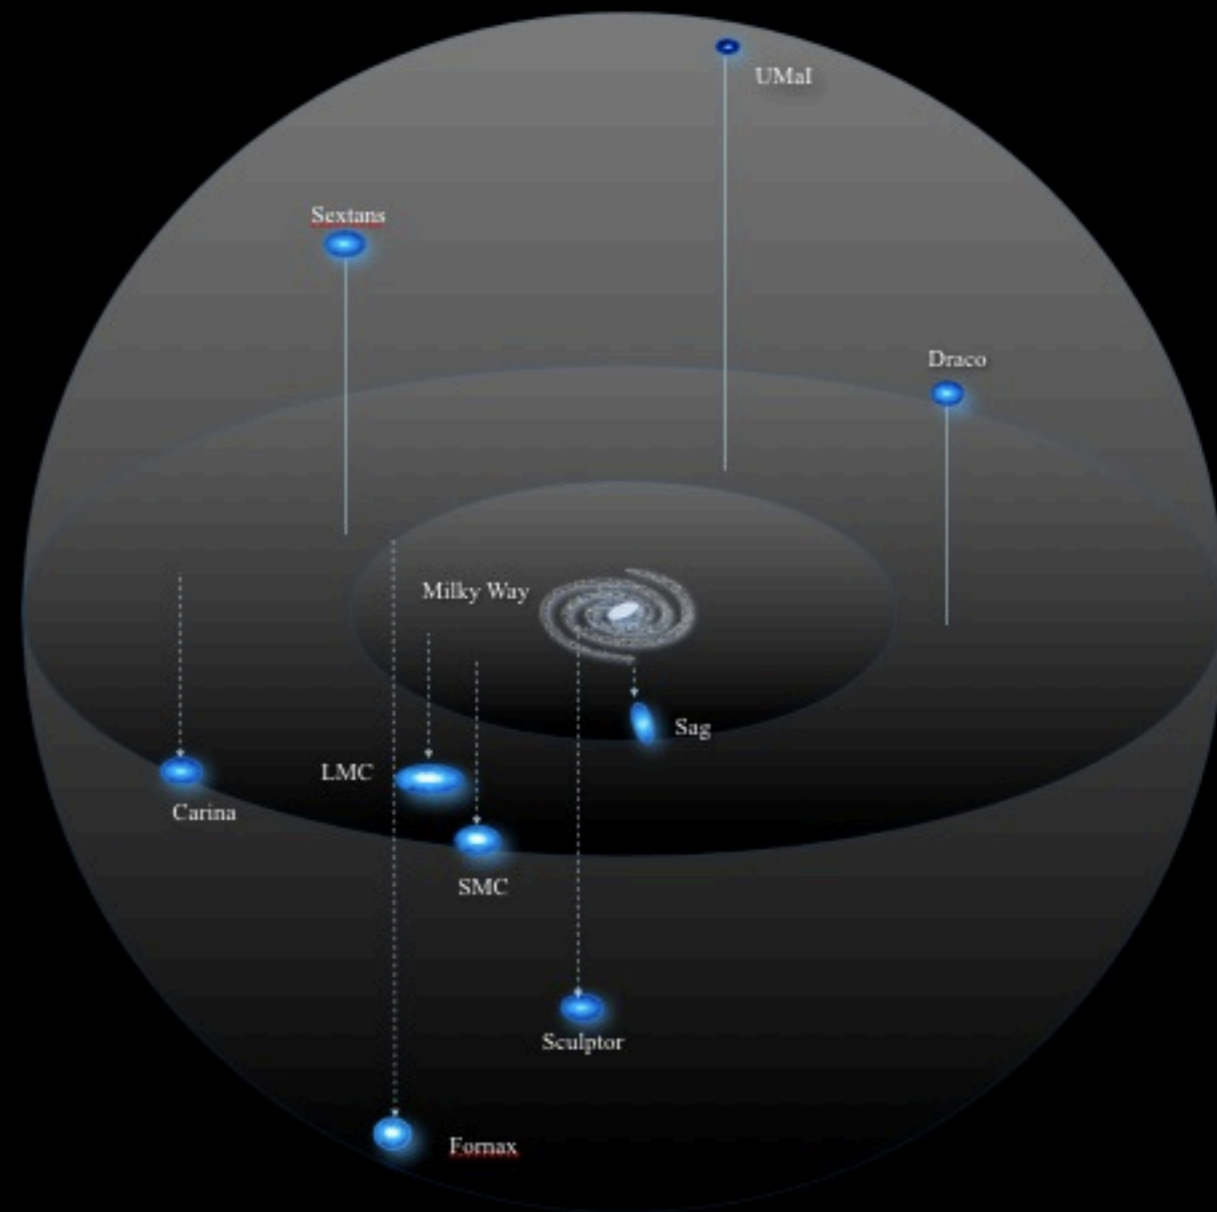 UMaI
Sextans
Draco
Milky Way
Sag
LMC
Carina
SMC
Sculptor
Fornax